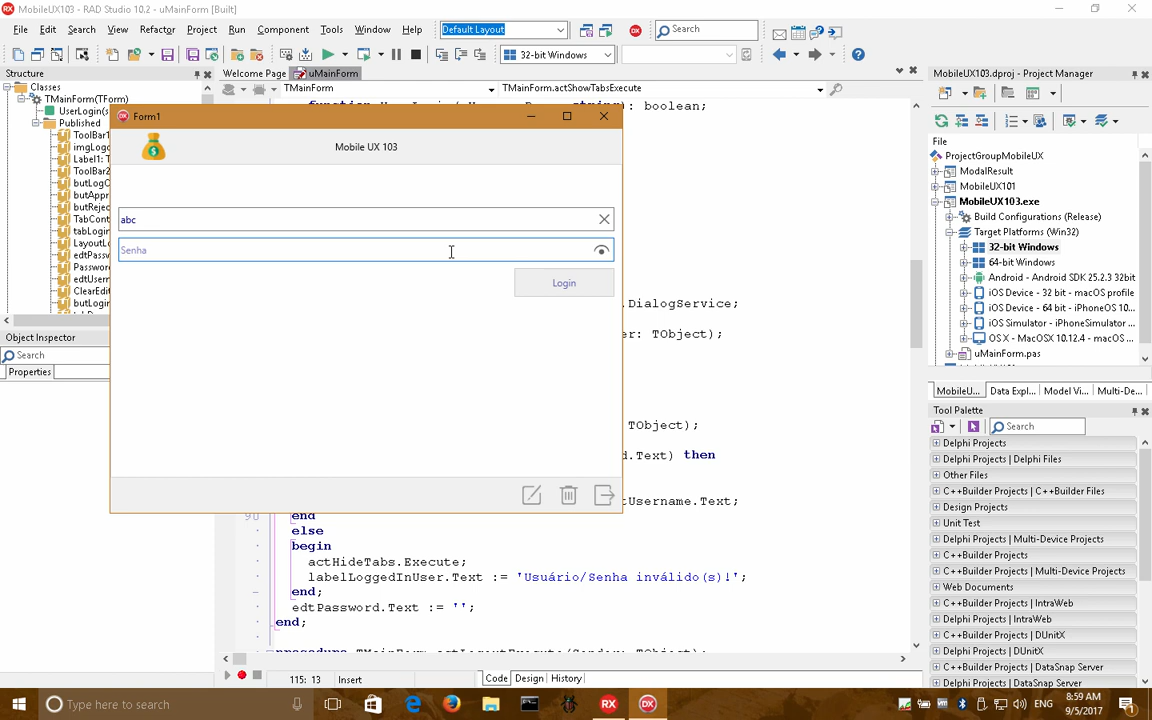 MobileUX103 - RAD Studio 10.2 - uMainForm [Built]
File Edit Search View Refactor Project Run Component Tools Window Help
Default Layout
Search
32-bit Windows
Structure
Classes
TMainForm(TForm)
UserLogin(s
Published
ToolBar1
imgLogo
Label1: T
ToolBar2
butLogO
butAppr
butRejec
TabCont
tabLogin
LayoutLo
edtPassw
Password
edtUsern
ClearEdit
butLogin
Object Inspector
Search
Properties
Welcome Page uMainForm
TMainForm TMainForm.actShowTabsExecute
): boolean;
Form1
Mobile UX 103
abc
Senha
Login
.DialogService;
er: TObject);
TObject);
d.Text) then
tUsername.Text;
90 end
else
begin
actHideTabs.Execute;
labelLoggedInUser.Text := 'Usuário/Senha inválido(s)!';
end;
edtPassword.Text := '';
end;
115: 13 Insert
Code Design History
MobileUX103.dproj - Project Manager
File
ProjectGroupMobileUX
ModalResult
MobileUX101
MobileUX103.exe
Build Configurations (Release)
Target Platforms (Win32)
32-bit Windows
64-bit Windows
Android - Android SDK 25.2.3 32bit
iOS Device - 32 bit - macOS profile
iOS Device - 64 bit - iPhoneOS 10...
iOS Simulator - iPhoneSimulator ...
OS X - MacOSX 10.12.4 - macOS ...
uMainForm.pas
MobileU... Data Expl... Model Vi... Multi-De...
Tool Palette
Search
Delphi Projects
Delphi Projects | Delphi Files
Other Files
C++Builder Projects | C++Builder Files
Design Projects
Unit Test
Delphi Projects | Multi-Device Projects
C++Builder Projects
C++Builder Projects | Multi-Device Projects
Web Documents
C++Builder Projects | IntraWeb
Delphi Projects | IntraWeb
C++Builder Projects | DUnitX
Delphi Projects | DUnitX
C++Builder Projects | DataSnap Server
Delphi Projects | DataSnap Server
Type here to search
ENG
8:59 AM
9/5/2017